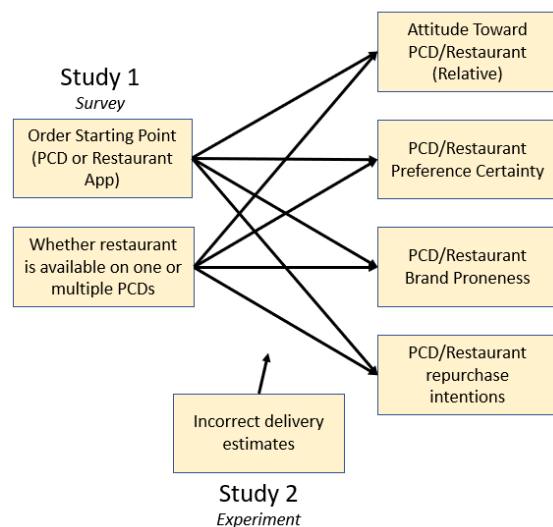 Study 1
Survey
Order Starting Point
(PCD or Restaurant
App)
Whether restaurant
is available on one or
multiple PCDs
Attitude Toward
PCD/Restaurant
(Relative)
PCD/Restaurant
Preference Certainty
PCD/Restaurant
Brand Proneness
PCD/Restaurant
repurchase
intentions
Incorrect delivery
estimates
Study 2
Experiment